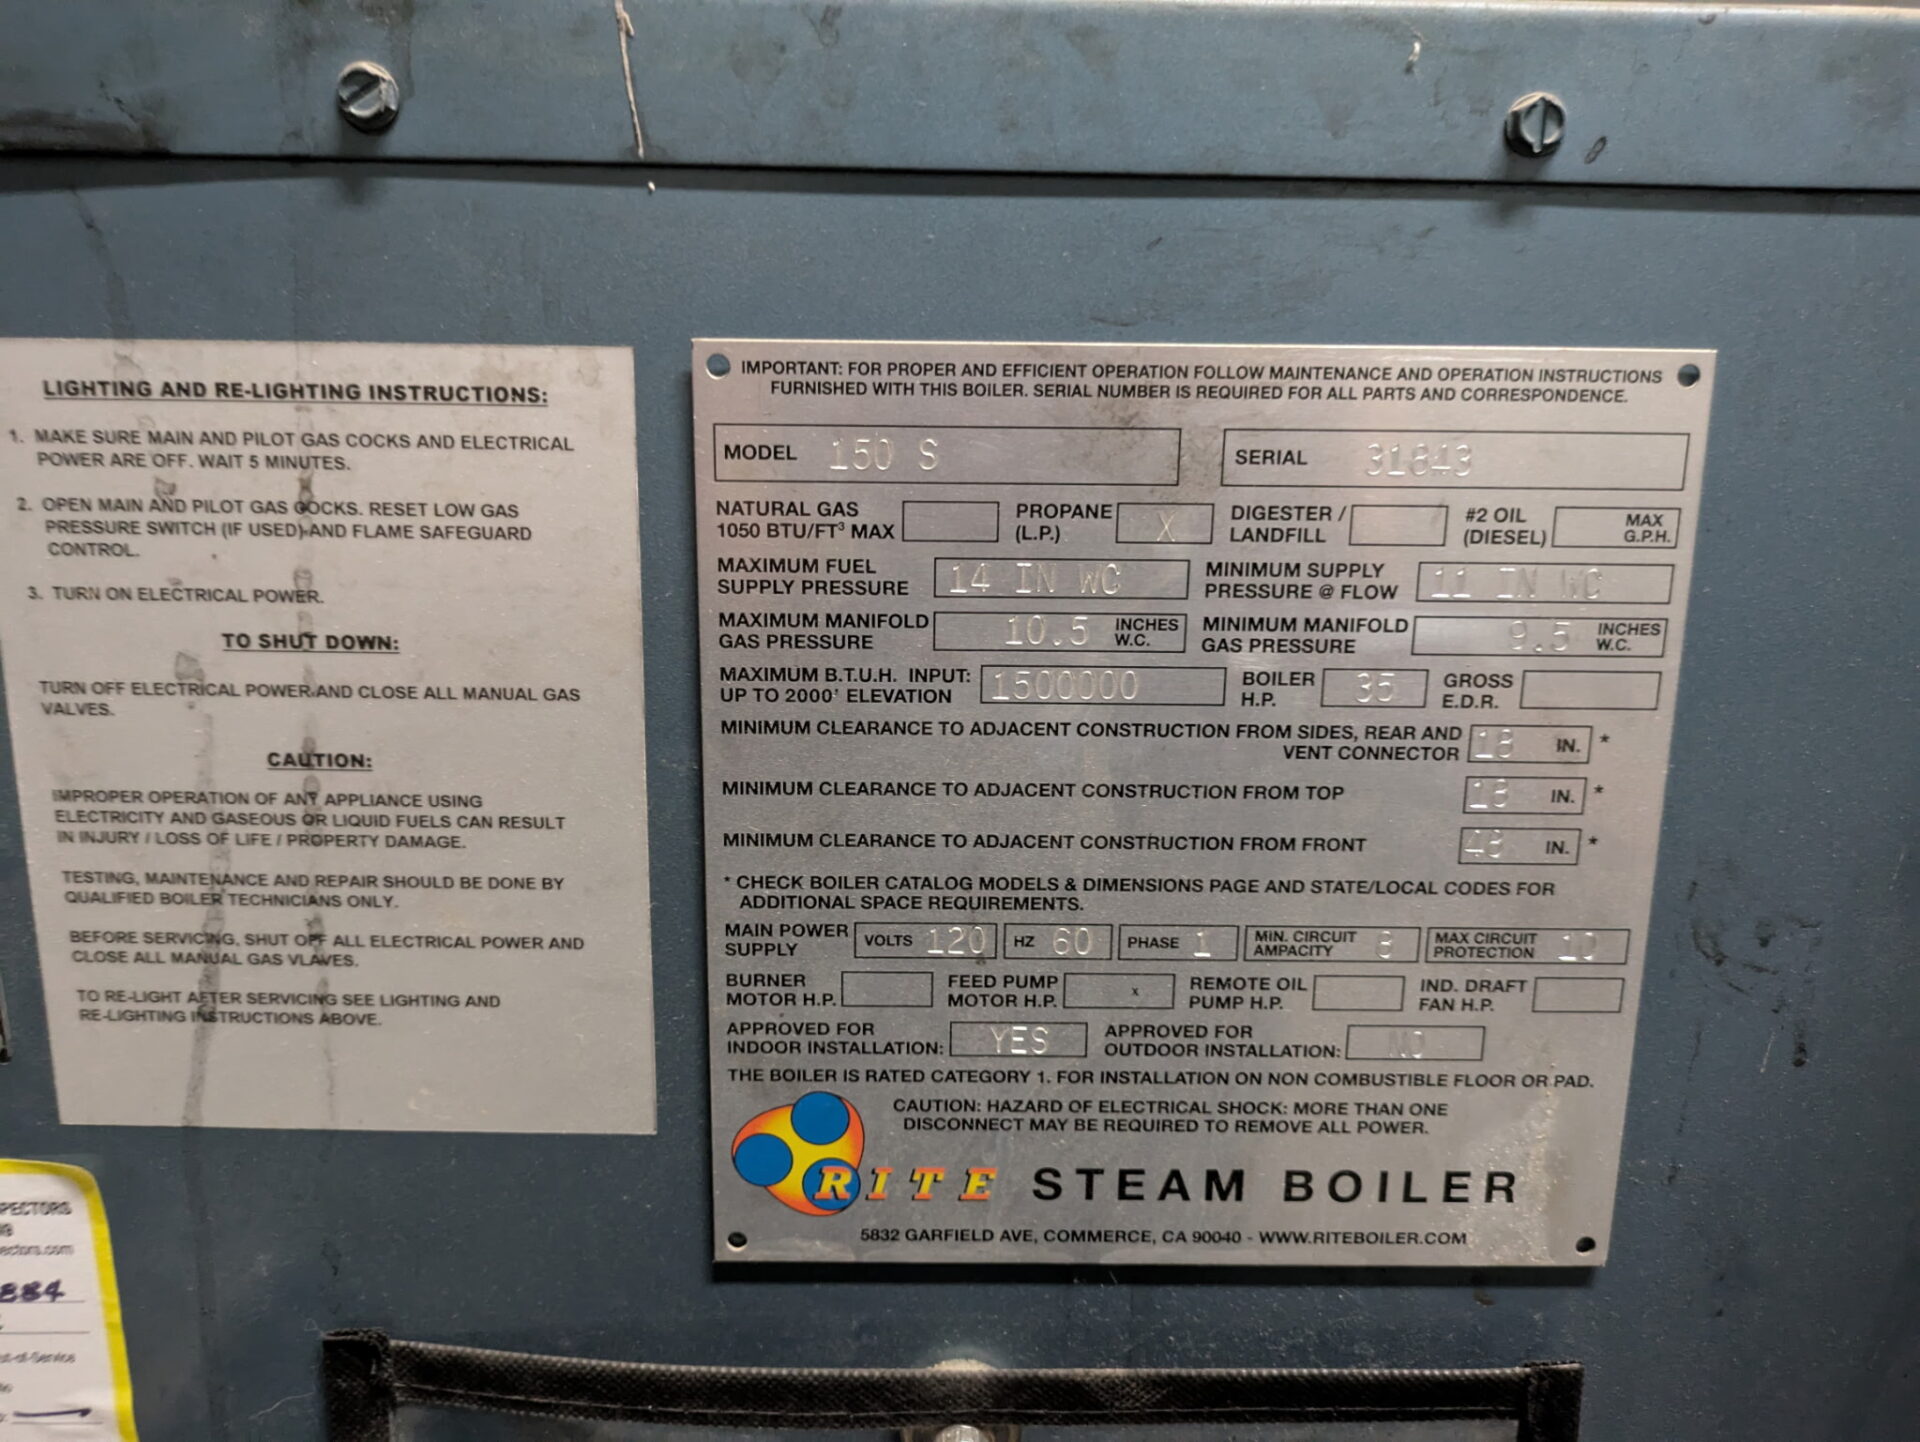 LIGHTING AND RE-LIGHTING INSTRUCTIONS:
1. MAKE SURE MAIN AND PILOT GAS COCKS AND ELECTRICAL
POWER ARE OFF. WAIT 5 MINUTES.
2. OPEN MAIN AND PILOT GAS COCKS. RESET LOW GAS
PRESSURE SWITCH (IF USED) AND FLAME SAFEGUARD
CONTROL.
3. TURN ON ELECTRICAL POWER.
TO SHUT DOWN:
TURN OFF ELECTRICAL POWER AND CLOSE ALL MANUAL GAS
VALVES.
CAUTION:
IMPROPER OPERATION OF ANY APPLIANCE USING
ELECTRICITY AND GASEOUS OR LIQUID FUELS CAN RESULT
IN INJURY / LOSS OF LIFE / PROPERTY DAMAGE.
TESTING, MAINTENANCE AND REPAIR SHOULD BE DONE BY
QUALIFIED BOILER TECHNICIANS ONLY.
BEFORE SERVICING, SHUT OFF ALL ELECTRICAL POWER AND
CLOSE ALL MANUAL GAS VLAVES.
TO RE-LIGHT AFTER SERVICING SEE LIGHTING AND
RE-LIGHTING INSTRUCTIONS ABOVE.
PECTORS
ectors.com
884
ut-of-Service
IMPORTANT: FOR PROPER AND EFFICIENT OPERATION FOLLOW MAINTENANCE AND OPERATION INSTRUCTIONS
FURNISHED WITH THIS BOILER. SERIAL NUMBER IS REQUIRED FOR ALL PARTS AND CORRESPONDENCE.
MODEL 150 S SERIAL 31843
NATURAL GAS PROPANE DIGESTER / #2 OIL MAX
1050 BTU/FT³ MAX (L.P.) X LANDFILL (DIESEL) G.P.H.
MAXIMUM FUEL 14 IN WC MINIMUM SUPPLY 11 IN WC
SUPPLY PRESSURE PRESSURE @ FLOW
MAXIMUM MANIFOLD 10.5 INCHES MINIMUM MANIFOLD 9.5 INCHES
GAS PRESSURE W.C. GAS PRESSURE W.C.
MAXIMUM B.T.U.H. INPUT: 1500000 BOILER 35 GROSS
UP TO 2000' ELEVATION H.P. E.D.R.
MINIMUM CLEARANCE TO ADJACENT CONSTRUCTION FROM SIDES, REAR AND 18 IN. *
VENT CONNECTOR
MINIMUM CLEARANCE TO ADJACENT CONSTRUCTION FROM TOP 18 IN. *
MINIMUM CLEARANCE TO ADJACENT CONSTRUCTION FROM FRONT 48 IN. *
* CHECK BOILER CATALOG MODELS & DIMENSIONS PAGE AND STATE/LOCAL CODES FOR
ADDITIONAL SPACE REQUIREMENTS.
MAIN POWER VOLTS 120 HZ 60 PHASE 1 MIN. CIRCUIT 8 MAX CIRCUIT 10
SUPPLY AMPACITY PROTECTION
BURNER FEED PUMP x REMOTE OIL IND. DRAFT
MOTOR H.P. MOTOR H.P. PUMP H.P. FAN H.P.
APPROVED FOR YES APPROVED FOR NO
INDOOR INSTALLATION: OUTDOOR INSTALLATION:
THE BOILER IS RATED CATEGORY 1. FOR INSTALLATION ON NON COMBUSTIBLE FLOOR OR PAD.
CAUTION: HAZARD OF ELECTRICAL SHOCK: MORE THAN ONE
DISCONNECT MAY BE REQUIRED TO REMOVE ALL POWER.
RITE STEAM BOILER
5832 GARFIELD AVE, COMMERCE, CA 90040 - WWW.RITEBOILER.COM